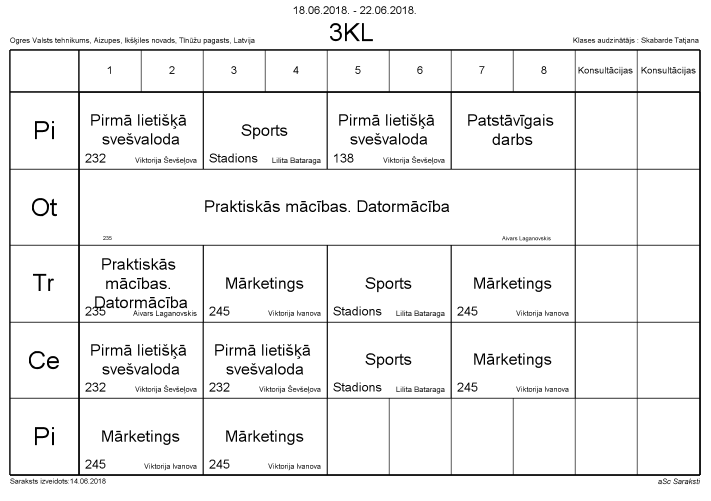 18.06.2018. - 22.06.2018.
3KL
Ogres Valsts tehnikums, Aizupes, Ikšķiles novads, Tīnūžu pagasts, Latvija
Klases audzinātājs : Skabarde Tatjana
1 2 3 4 5 6 7 8 Konsultācijas Konsultācijas
Pi
Pirmā lietišķā
svešvaloda
232 Viktorija Ševšeļova
Sports
Stadions Lilita Bataraga
Pirmā lietišķā
svešvaloda
138 Viktorija Ševšeļova
Patstāvīgais
darbs
Ot
Praktiskās mācības. Datormācība
235 Aivars Laganovskis
Tr
Praktiskās
mācības.
Datormācība
235 Aivars Laganovskis
Mārketings
245 Viktorija Ivanova
Sports
Stadions Lilita Bataraga
Mārketings
245 Viktorija Ivanova
Ce
Pirmā lietišķā
svešvaloda
232 Viktorija Ševšeļova
Pirmā lietišķā
svešvaloda
232 Viktorija Ševšeļova
Sports
Stadions Lilita Bataraga
Mārketings
245 Viktorija Ivanova
Pi
Mārketings
245 Viktorija Ivanova
Mārketings
245 Viktorija Ivanova
Saraksts izveidots:14.06.2018
aSc Saraksti